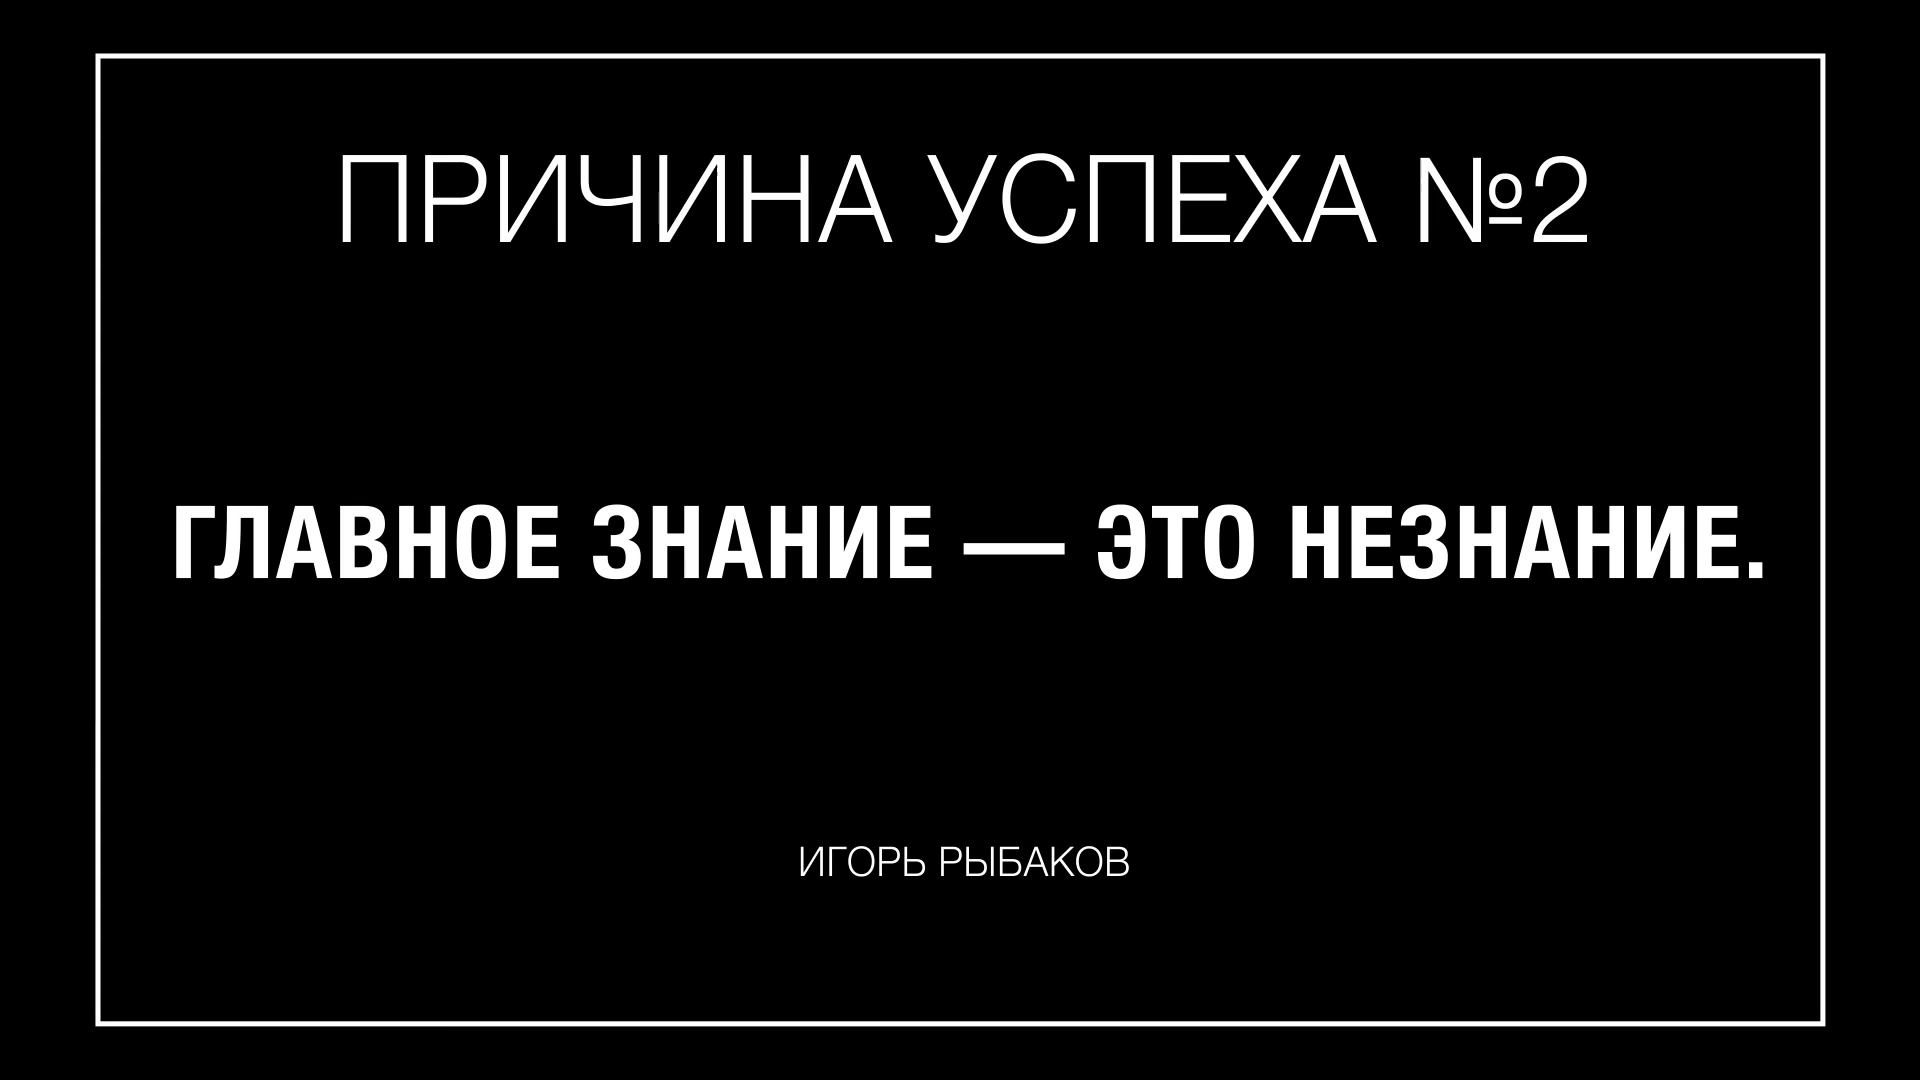 ПРИЧИНА УСПЕХА №2
ГЛАВНОЕ ЗНАНИЕ — ЭТО НЕЗНАНИЕ.
ИГОРЬ РЫБАКОВ